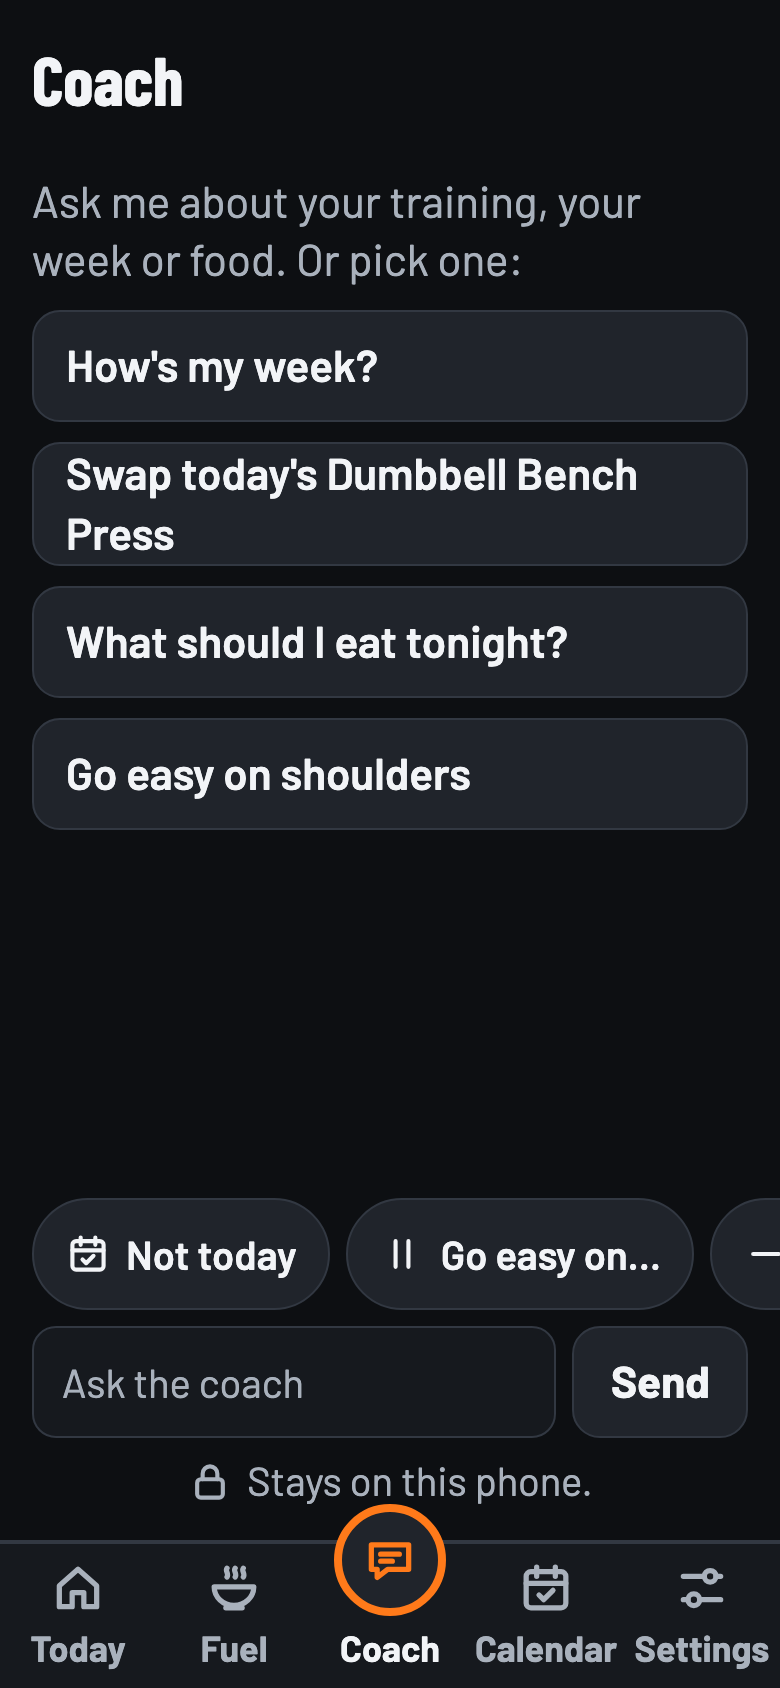 Coach
Ask me about your training, your
week or food. Or pick one:
How's my week?
Swap today's Dumbbell Bench
Press
What should I eat tonight?
Go easy on shoulders
Not today
Go easy on...
Ask the coach
Send
Stays on this phone.
Today
Fuel
Coach
Calendar
Settings